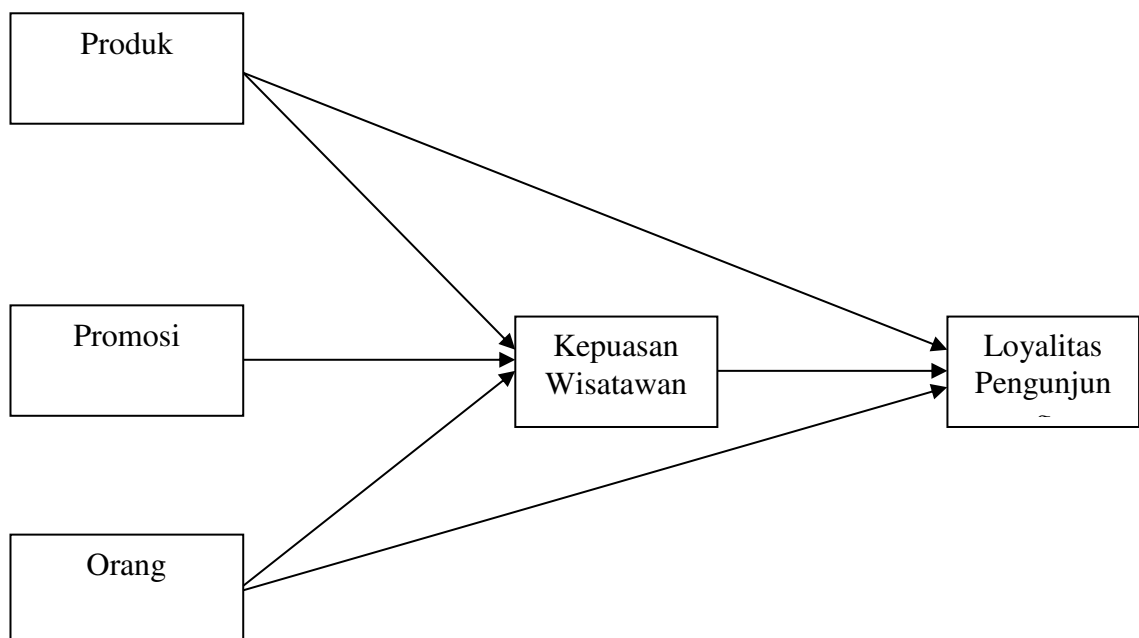 Produk
Promosi
Kepuasan
Wisatawan
Loyalitas
Pengunjun
Orang